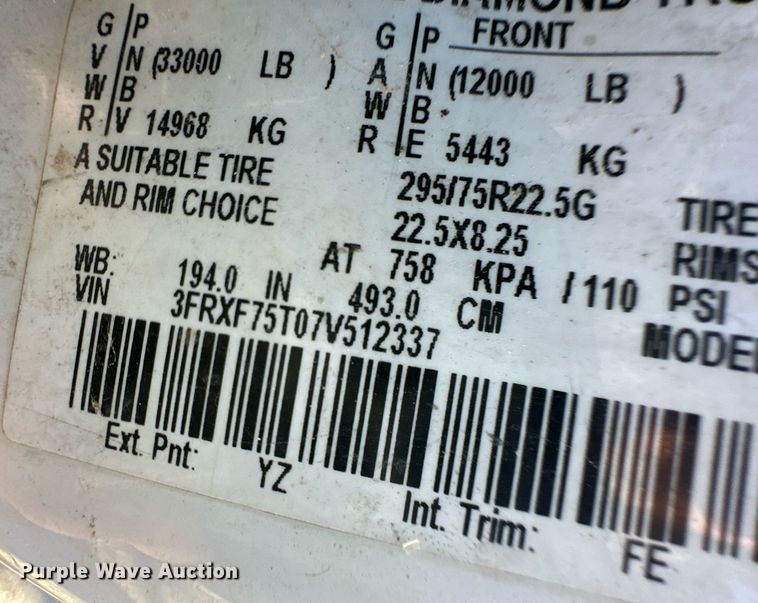 DIAMOND
G/P G/P FRONT
V/N (33000 LB ) A/N (12000 LB )
W/B W/B
R/V 14968 KG R/E 5443 KG
A SUITABLE TIRE 295/75R22.5G TIRE
AND RIM CHOICE 22.5X8.25 RIMS
AT 758 KPA /110 PSI
WB: 194.0 IN 493.0 CM
VIN 3FRXF75T07V512337
Ext. Pnt: YZ Int. Trim: FE
Purple Wave Auction